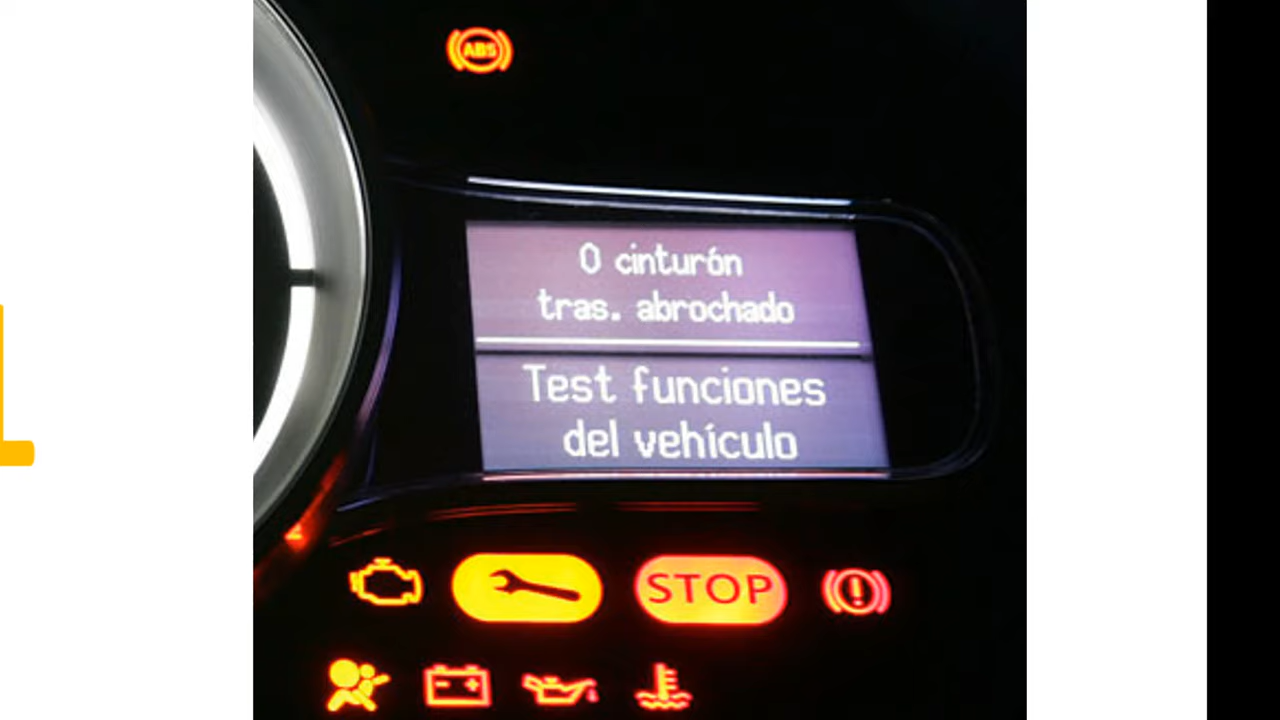 ABS
0 cinturón
tras. abrochado
Test funciones
del vehículo
STOP